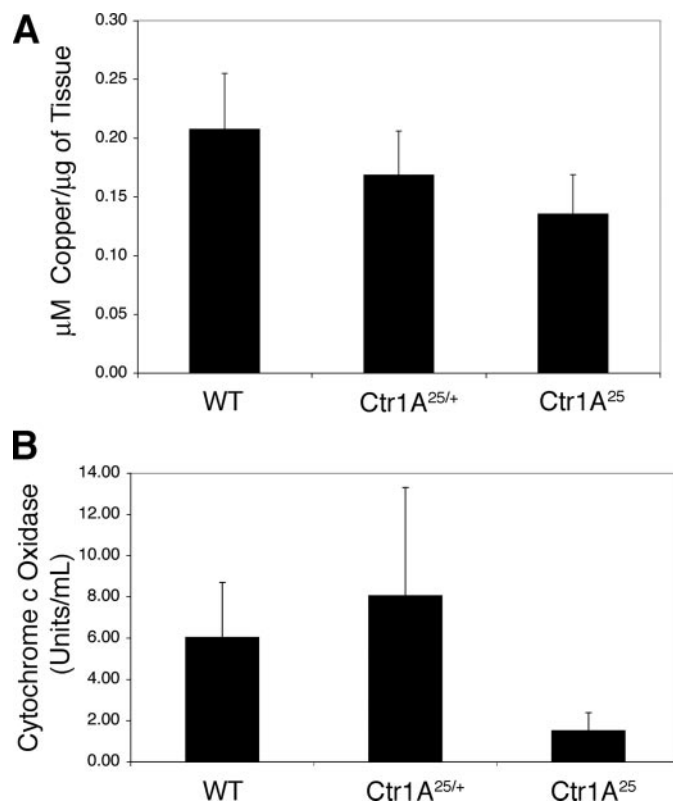 A
μM Copper/μg of Tissue
0.30
0.25
0.20
0.15
0.10
0.05
0.00
WT Ctr1A²⁵/⁺ Ctr1A²⁵
B
Cytochrome c Oxidase
(Units/mL)
14.00
12.00
10.00
8.00
6.00
4.00
2.00
0.00
WT Ctr1A²⁵/⁺ Ctr1A²⁵